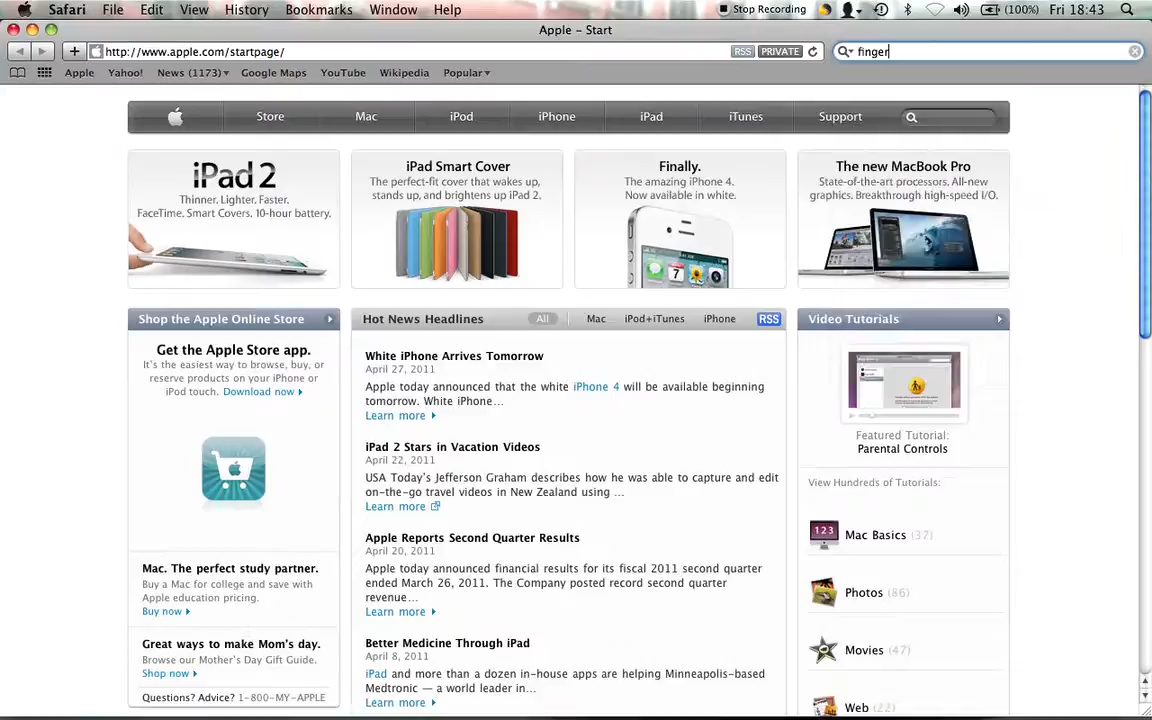 Safari File Edit View History Bookmarks Window Help Stop Recording (100%) Fri 18:43
Apple – Start
http://www.apple.com/startpage/ RSS PRIVATE finger
Apple Yahoo! News (1173) Google Maps YouTube Wikipedia Popular
Store Mac iPod iPhone iPad iTunes Support
iPad 2
Thinner. Lighter. Faster.
FaceTime. Smart Covers. 10-hour battery.
iPad Smart Cover
The perfect-fit cover that wakes up,
stands up, and brightens up iPad 2.
Finally.
The amazing iPhone 4.
Now available in white.
The new MacBook Pro
State-of-the-art processors. All-new
graphics. Breakthrough high-speed I/O.
Shop the Apple Online Store
Get the Apple Store app.
It's the easiest way to browse, buy, or
reserve products on your iPhone or
iPod touch. Download now
Mac. The perfect study partner.
Buy a Mac for college and save with
Apple education pricing.
Buy now
Great ways to make Mom's day.
Browse our Mother's Day Gift Guide.
Shop now
Questions? Advice? 1-800-MY-APPLE
Hot News Headlines All Mac iPod+iTunes iPhone RSS
White iPhone Arrives Tomorrow
April 27, 2011
Apple today announced that the white iPhone 4 will be available beginning
tomorrow. White iPhone...
Learn more
iPad 2 Stars in Vacation Videos
April 22, 2011
USA Today's Jefferson Graham describes how he was able to capture and edit
on-the-go travel videos in New Zealand using ...
Learn more
Apple Reports Second Quarter Results
April 20, 2011
Apple today announced financial results for its fiscal 2011 second quarter
ended March 26, 2011. The Company posted record second quarter
revenue...
Learn more
Better Medicine Through iPad
April 8, 2011
iPad and more than a dozen in-house apps are helping Minneapolis-based
Medtronic — a world leader in...
Learn more
Video Tutorials
Featured Tutorial:
Parental Controls
View Hundreds of Tutorials:
123
Mac Basics (37)
Photos (86)
Movies (47)
Web (22)